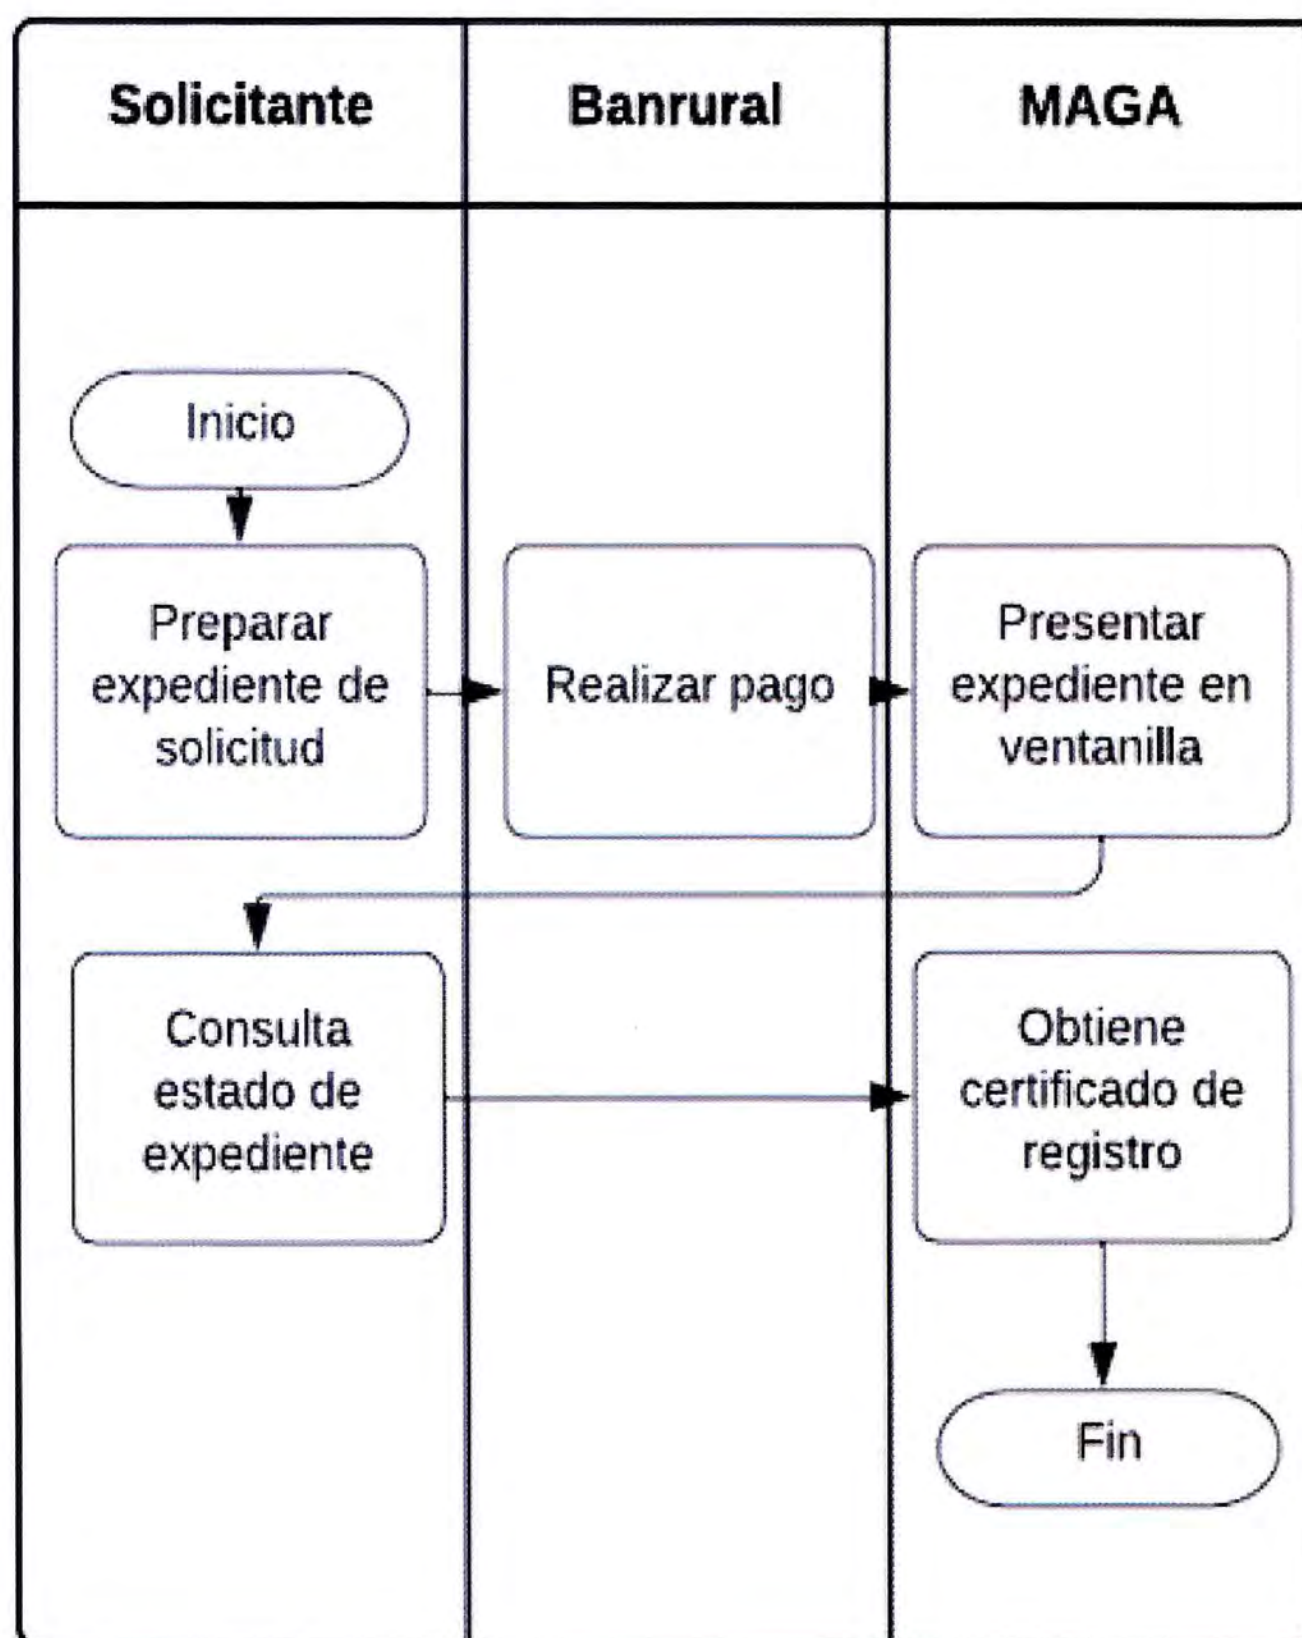 Solicitante
Banrural
MAGA
Inicio
Preparar
expediente de
solicitud
Realizar pago
Presentar
expediente en
ventanilla
Consulta
estado de
expediente
Obtiene
certificado de
registro
Fin